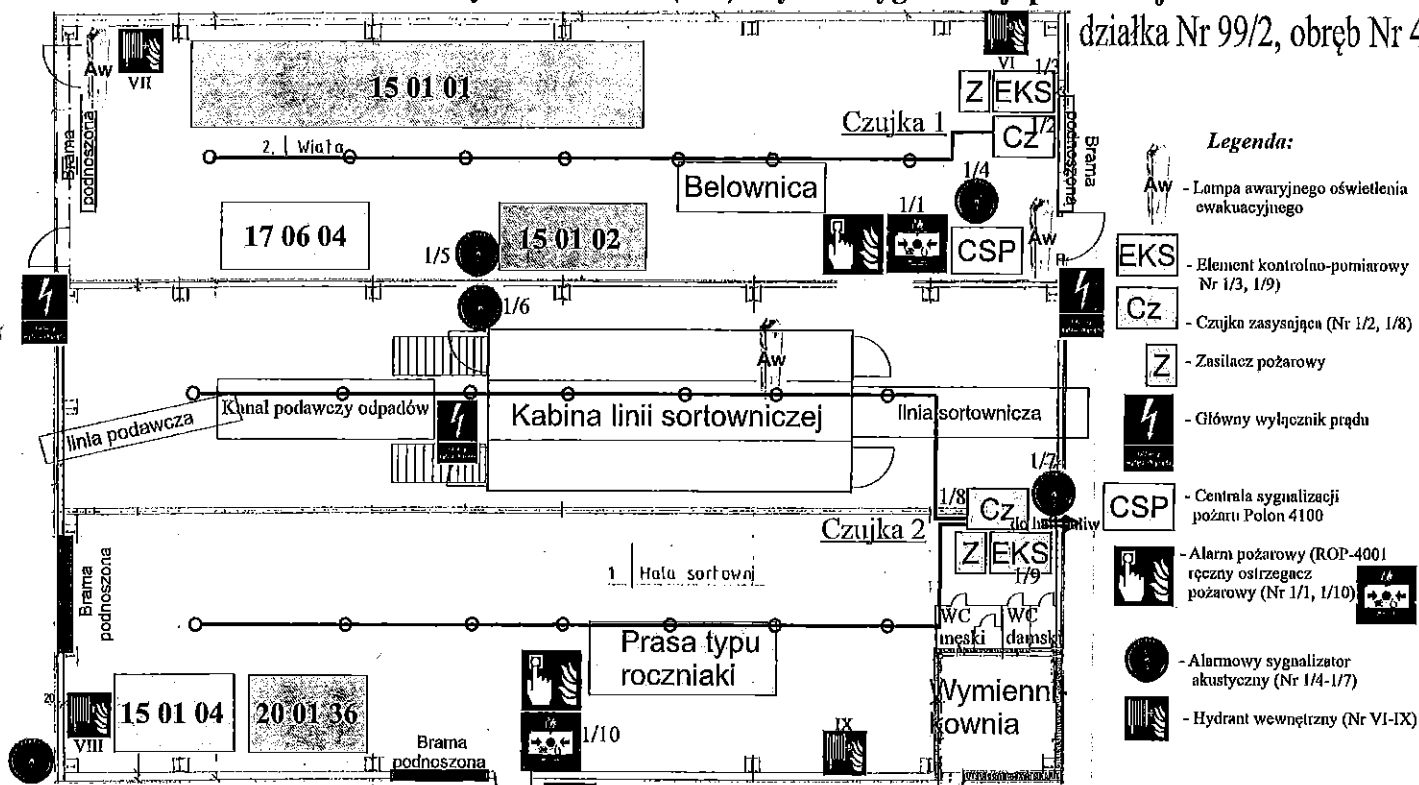 działka Nr 99/2, obręb Nr 4
Aw
VII
15 01 01
VI
1/3
Z
EKS
Czujka 1
1/2
Cz
Brama
podnoszona
podnoszona
Brama
2. Wiata
Belownica
1/4
1/1
17 06 04
15 01 02
1/5
CSP
Aw
1/6
Aw
linia podawcza
Kanał podawczy odpadów
Kabina linii sortowniczej
linia sortownicza
1/7
1/8
Cz
Czujka 2
Z
EKS
1/9
1 Hala sortowni
Brama
podnoszona
WC
męski
WC
damski
Prasa typu
roczniaki
Wymienni
kownia
15 01 04
20 01 36
VIII
1/10
IX
Brama
podnoszona
Legenda:
Aw
- Lampa awaryjnego oświetlenia
ewakuacyjnego
EKS
- Element kontrolno-pomiarowy
Nr 1/3, 1/9)
Cz
- Czujka zasysająca (Nr 1/2, 1/8)
Z
- Zasilacz pożarowy
- Główny wyłącznik prądu
CSP
- Centrala sygnalizacji
pożaru Polon 4100
- Alarm pożarowy (ROP-4001
ręczny ostrzegacz
pożarowy (Nr 1/1, 1/10)
- Alarmowy sygnalizator
akustyczny (Nr 1/4-1/7)
- Hydrant wewnętrzny (Nr VI-IX)